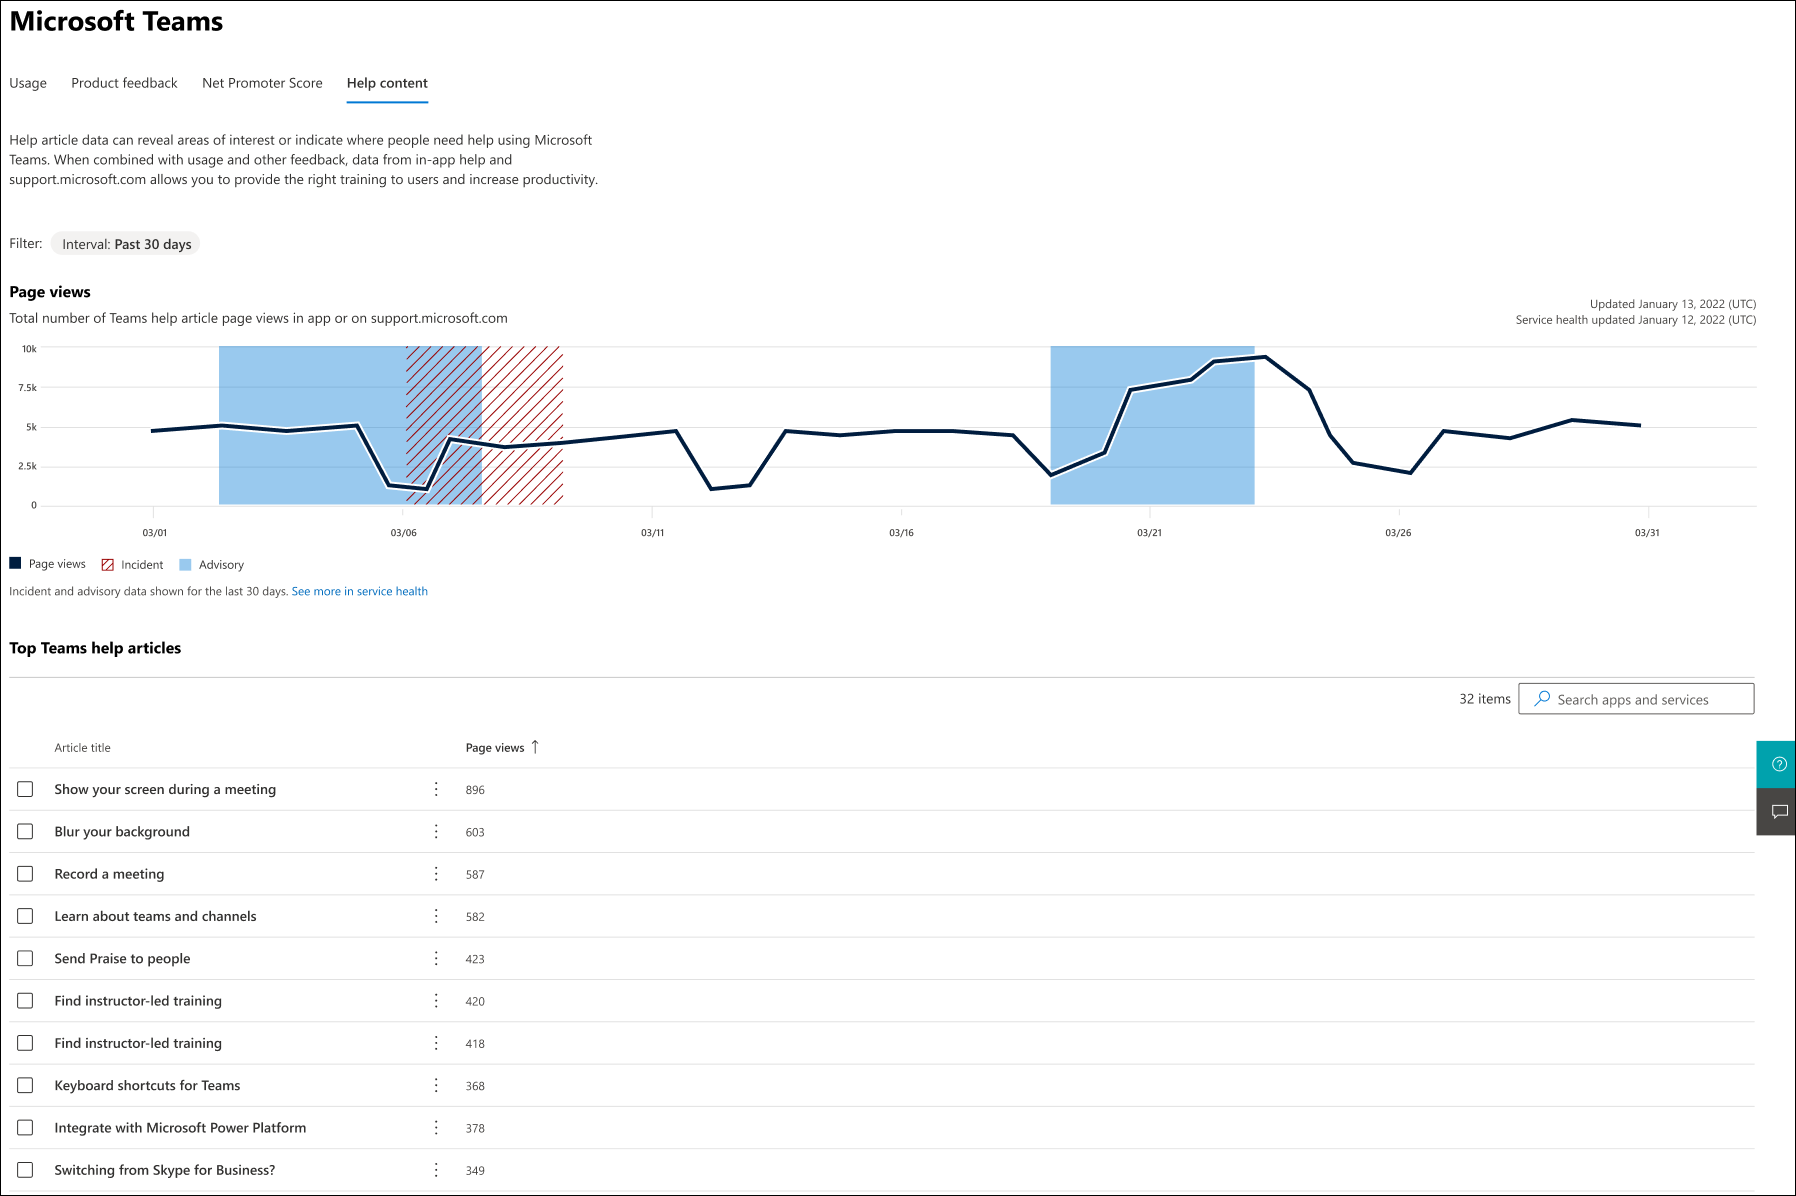 Microsoft Teams
Usage Product feedback Net Promoter Score Help content
Help article data can reveal areas of interest or indicate where people need help using Microsoft
Teams. When combined with usage and other feedback, data from in-app help and
support.microsoft.com allows you to provide the right training to users and increase productivity.
Filter: Interval: Past 30 days
Page views
Updated January 13, 2022 (UTC)
Total number of Teams help article page views in app or on support.microsoft.com
Service health updated January 12, 2022 (UTC)
10k
7.5k
5k
2.5k
0
03/01 03/06 03/11 03/16 03/21 03/26 03/31
Page views Incident Advisory
Incident and advisory data shown for the last 30 days. See more in service health
Top Teams help articles
32 items Search apps and services
Article title Page views ↑
Show your screen during a meeting 896
Blur your background 603
Record a meeting 587
Learn about teams and channels 582
Send Praise to people 423
Find instructor-led training 420
Find instructor-led training 418
Keyboard shortcuts for Teams 368
Integrate with Microsoft Power Platform 378
Switching from Skype for Business? 349